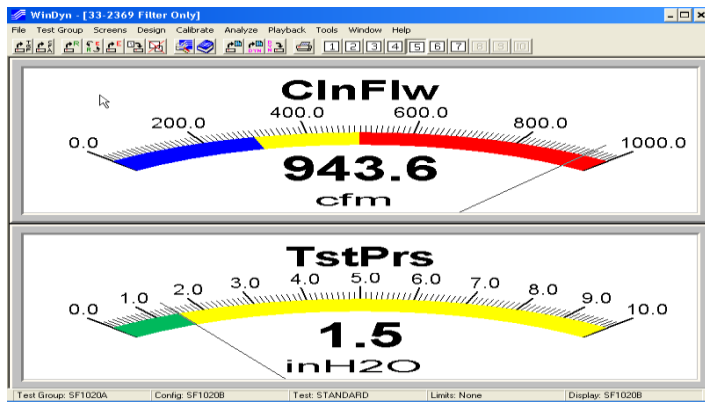 WinDyn - [33-2369 Filter Only]
File Test Group Screens Design Calibrate Analyze Playback Tools Window Help
1 2 3 4 5 6 7 8 9 10
ClnFlw
0.0 200.0 400.0 600.0 800.0 1000.0
943.6
cfm
TstPrs
0.0 1.0 2.0 3.0 4.0 5.0 6.0 7.0 8.0 9.0 10.0
1.5
inH2O
Test Group: SF1020A Config: SF1020B Test: STANDARD Limits: None Display: SF1020B